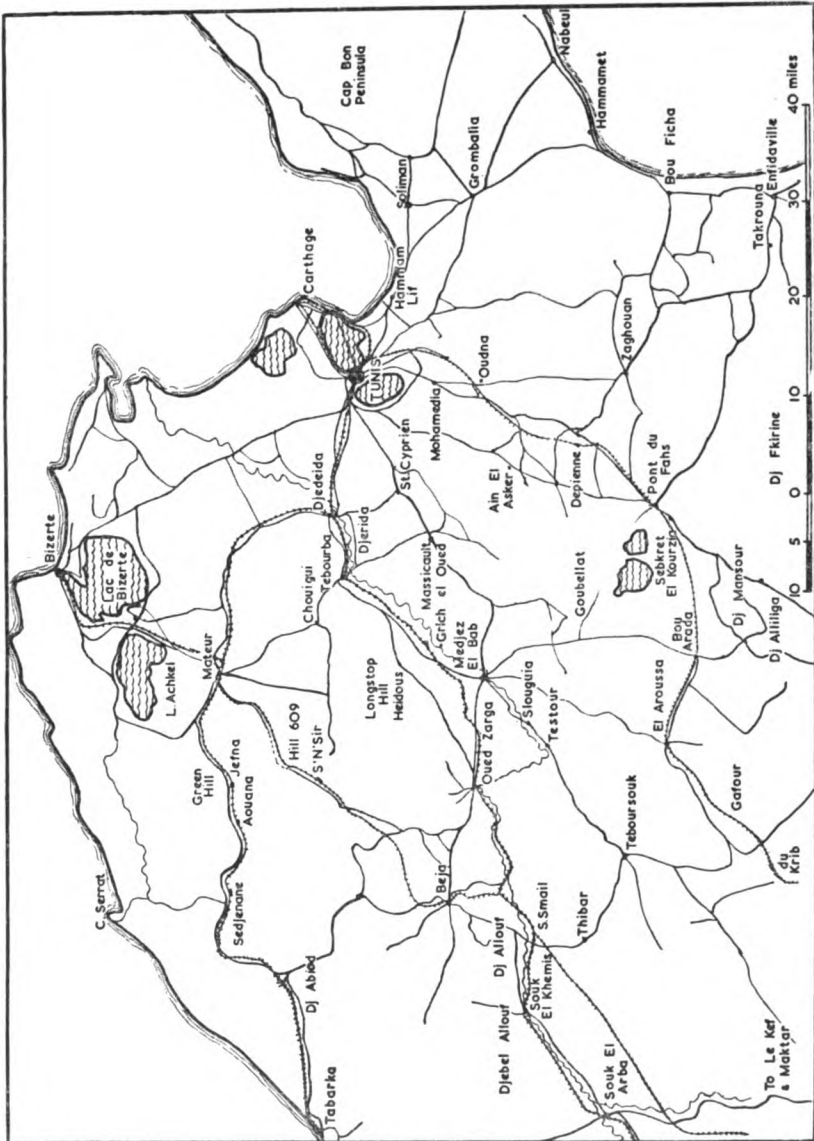 C. Serrat
Bizerte
Lac de
Bizerte
L. Achkel
Mateur
Green
Hill
Jefna
Aouana
Sedjenane
Dj Abiod
Tabarka
Hill 609
S'N'Sir
Chouigui
Tebourba
Djedeida
Djerida
Carthage
TUNIS
Hammam
Lif
Soliman
Cap Bon
Peninsula
Grombalia
Nabeul
Hammamet
Bou Ficha
Enfidaville
Takrouna
Zaghouan
Oudna
Mohamedia
St. Cyprien
Ain El
Asker
Depienne
Pont du
Fahs
Dj Fkirine
Massicault
Grich el Oued
Medjez
El Bab
Longstop
Hill
Heidous
Goubellat
Sebkret
El Kourzia
Bou
Arada
Dj Mansour
Dj Alliliga
El Aroussa
Oued Zarga
Slouguia
Testour
Teboursouk
Gafour
du
Krib
Beja
Dj Allouf
S.Smail
Thibar
Souk
El Khemis
Djebel Allouf
Souk El
Arba
To Le Kef
& Maktar
10 5 0 10 20 30 40 miles